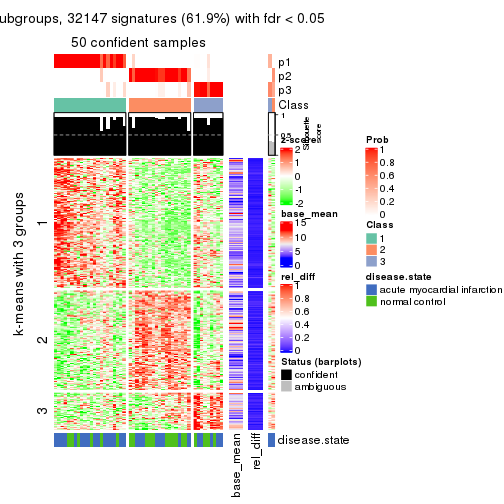 ubgroups, 32147 signatures (61.9%) with fdr < 0.05
50 confident samples
p1
p2
p3
Class
1
0.5
Silhouette
score
z-score
2
1
0
-1
-2
base_mean
15
10
5
0
rel_diff
1
0.8
0.6
0.4
0.2
0
Status (barplots)
confident
ambiguous
Prob
1
0.8
0.6
0.4
0.2
0
Class
1
2
3
disease.state
acute myocardial infarction
normal control
k-means with 3 groups
1
2
3
disease.state
base_mean
rel_diff